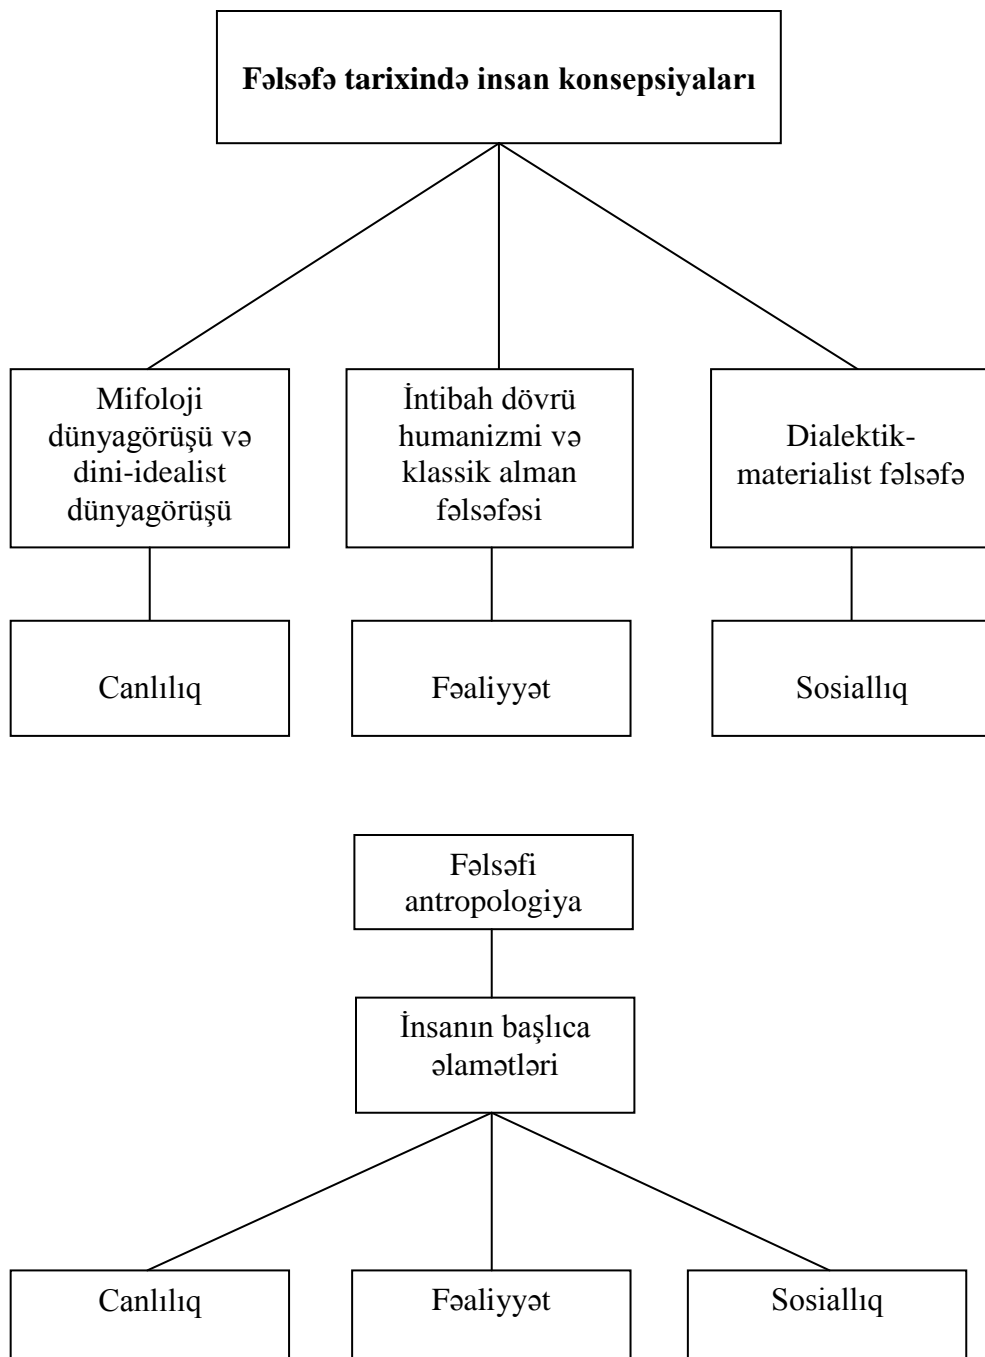 Fəlsəfə tarixində insan konsepsiyaları
Mifoloji
dünyagörüşü və
dini-idealist
dünyagörüşü
İntibah dövrü
humanizmi və
klassik alman
fəlsəfəsi
Dialektik-
materialist fəlsəfə
Canlılıq
Fəaliyyət
Sosiallıq
Fəlsəfi
antropologiya
İnsanın başlıca
əlamətləri
Canlılıq
Fəaliyyət
Sosiallıq